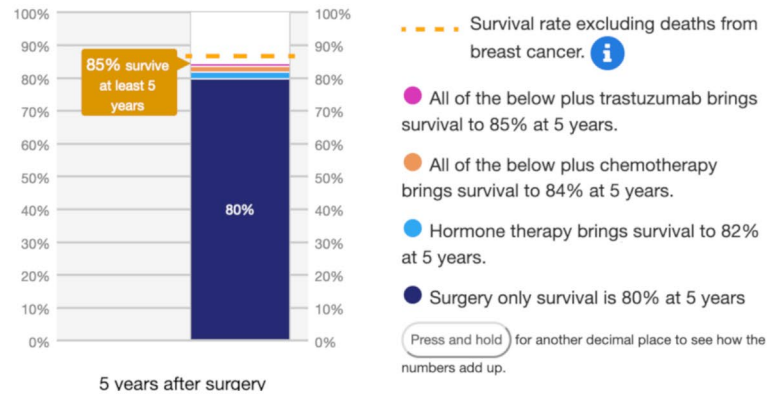 100%
90%
80%
70%
60%
50%
40%
30%
20%
10%
0%
85% survive
at least 5
years
80%
100%
90%
80%
70%
60%
50%
40%
30%
20%
10%
0%
5 years after surgery
Survival rate excluding deaths from
breast cancer. i
All of the below plus trastuzumab brings
survival to 85% at 5 years.
All of the below plus chemotherapy
brings survival to 84% at 5 years.
Hormone therapy brings survival to 82%
at 5 years.
Surgery only survival is 80% at 5 years
Press and hold for another decimal place to see how the
numbers add up.